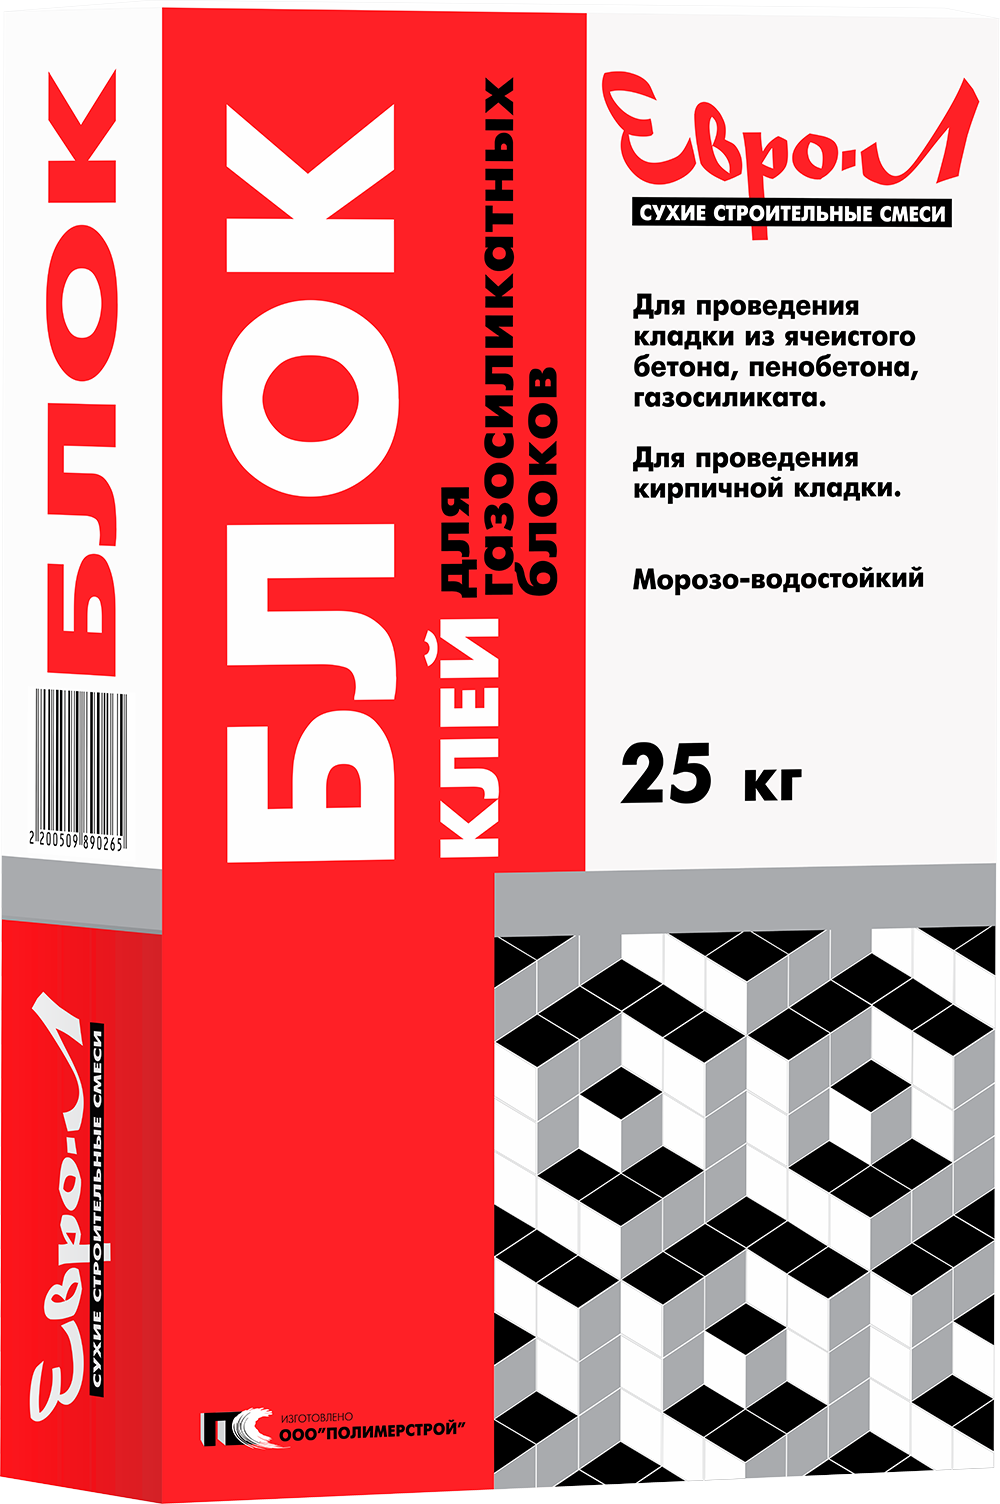 БЛОК
2 200509 890265
Евро-Л
СУХИЕ СТРОИТЕЛЬНЫЕ СМЕСИ
БЛОК
КЛЕЙ для
газосиликатных
блоков
ИЗГОТОВЛЕНО
ООО"ПОЛИМЕРСТРОЙ"
Евро-Л
СУХИЕ СТРОИТЕЛЬНЫЕ СМЕСИ
Для проведения
кладки из ячеистого
бетона, пенобетона,
газосиликата.
Для проведения
кирпичной кладки.
Морозо-водостойкий
25 кг
ПС